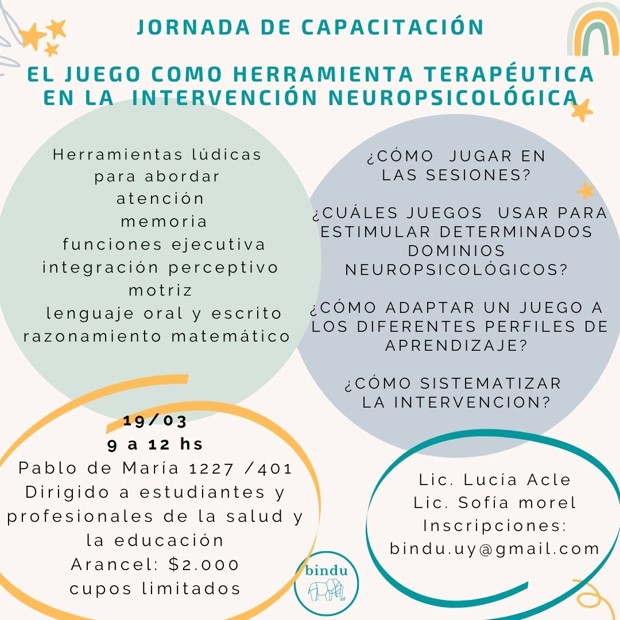 JORNADA DE CAPACITACIÓN
EL JUEGO COMO HERRAMIENTA TERAPÉUTICA
EN LA INTERVENCIÓN NEUROPSICOLÓGICA
Herramientas lúdicas
para abordar
atención
memoria
funciones ejecutiva
integración perceptivo
motriz
lenguaje oral y escrito
razonamiento matemático
¿CÓMO JUGAR EN
LAS SESIONES?
¿CUÁLES JUEGOS USAR PARA
ESTIMULAR DETERMINADOS
DOMINIOS
NEUROPSICOLÓGICOS?
¿CÓMO ADAPTAR UN JUEGO A
LOS DIFERENTES PERFILES DE
APRENDIZAJE?
¿CÓMO SISTEMATIZAR
LA INTERVENCION?
19/03
9 a 12 hs
Pablo de María 1227 /401
Dirigido a estudiantes y
profesionales de la salud y
la educación
Arancel: $2.000
cupos limitados
bindu
Lic. Lucía Acle
Lic. Sofía morel
Inscripciones:
bindu.uy@gmail.com